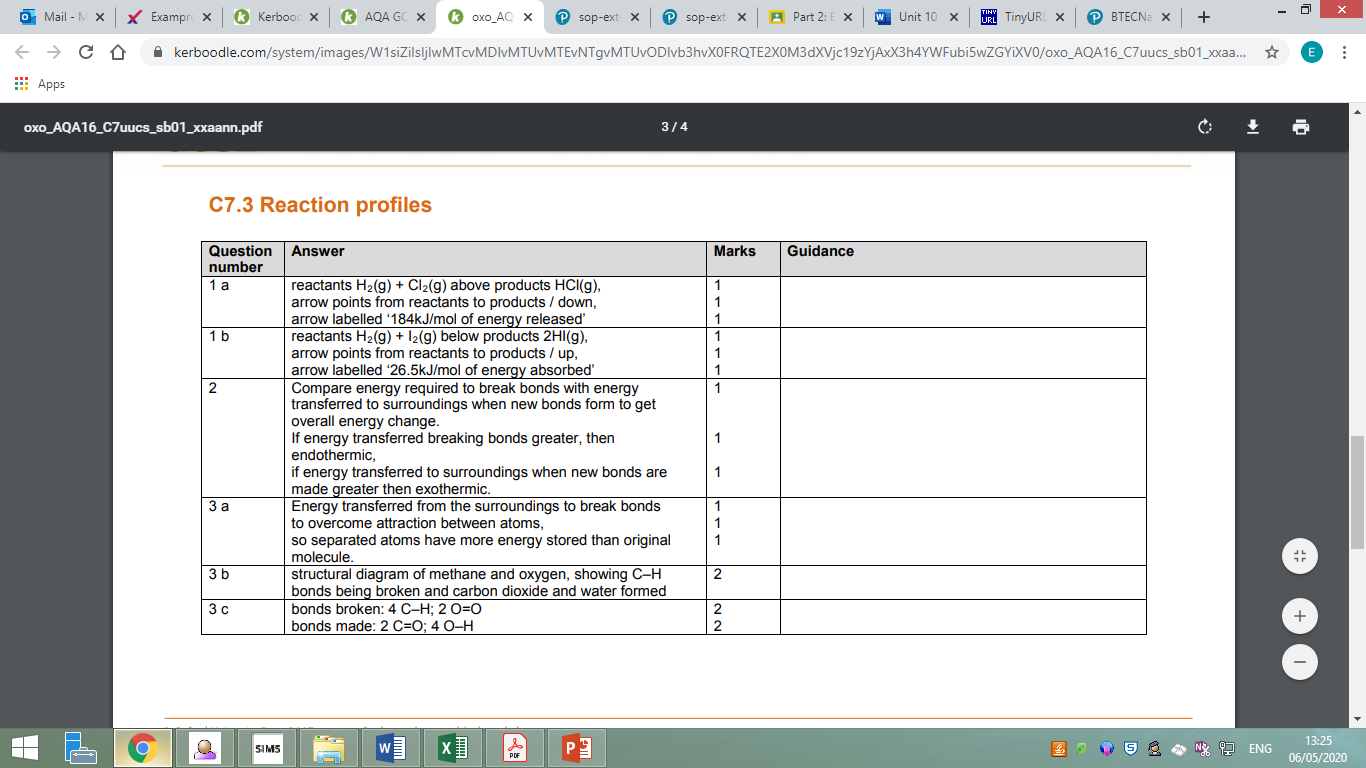 Mail - M
Exampro
Kerbooc
AQA GC
oxo_AQ
sop-ext
sop-ext
Part 2: E
Unit 10
TINY URL
TinyURL
BTECNa
kerboodle.com/system/images/W1siZiIsIjIwMTcvMDIvMTUvMTEvNTgvMTUvODIvb3hvX0FRQTE2X0M3dXVjc19zYjAxX3h4YWFubi5wZGYiXV0/oxo_AQA16_C7uucs_sb01_xxaa...
E
Apps
oxo_AQA16_C7uucs_sb01_xxaann.pdf
3 / 4
C7.3 Reaction profiles
Question number Answer Marks Guidance
1 a reactants H₂(g) + Cl₂(g) above products HCl(g), 1
arrow points from reactants to products / down, 1
arrow labelled ‘184kJ/mol of energy released’ 1
1 b reactants H₂(g) + I₂(g) below products 2HI(g), 1
arrow points from reactants to products / up, 1
arrow labelled ‘26.5kJ/mol of energy absorbed’ 1
2 Compare energy required to break bonds with energy 1
transferred to surroundings when new bonds form to get
overall energy change.
If energy transferred breaking bonds greater, then 1
endothermic,
if energy transferred to surroundings when new bonds are 1
made greater then exothermic.
3 a Energy transferred from the surroundings to break bonds 1
to overcome attraction between atoms, 1
so separated atoms have more energy stored than original 1
molecule.
3 b structural diagram of methane and oxygen, showing C–H 2
bonds being broken and carbon dioxide and water formed
3 c bonds broken: 4 C–H; 2 O=O 2
bonds made: 2 C=O; 4 O–H 2
SIMS
PDF
ENG
13:25
06/05/2020